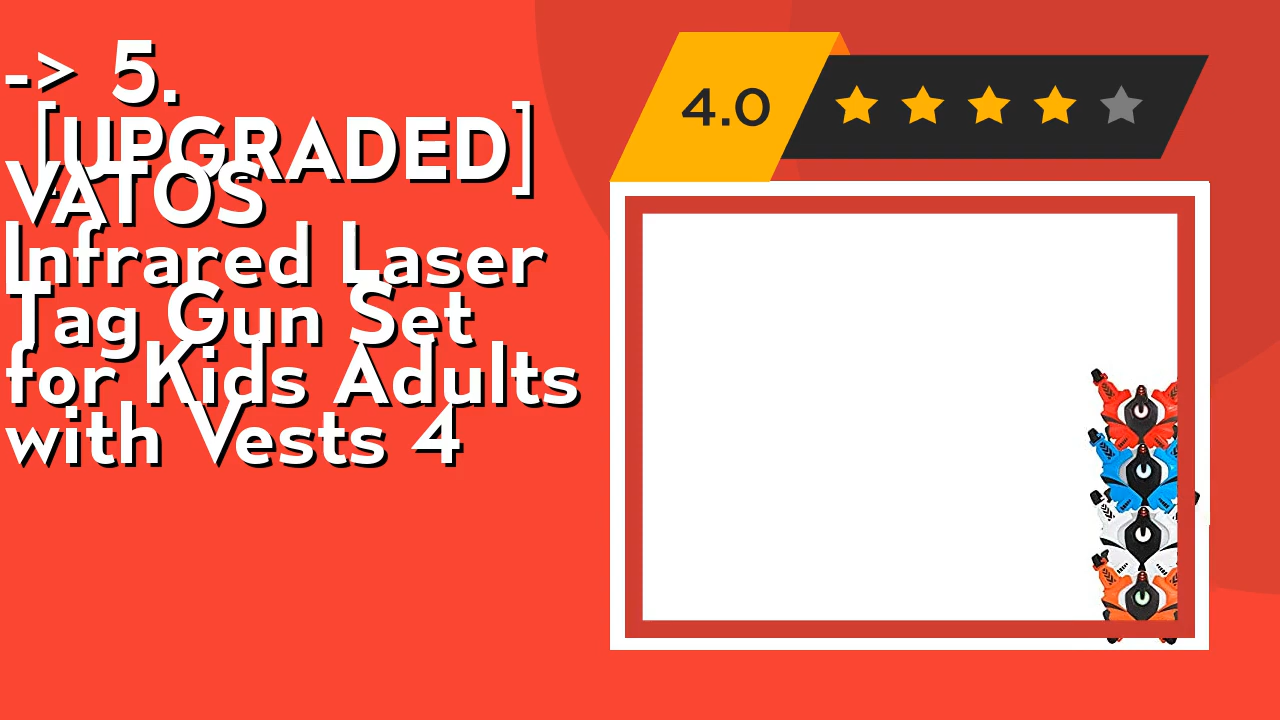 -> 5.
[UPGRADED]
VATOS
Infrared Laser
Tag Gun Set
for Kids Adults
with Vests 4
4.0